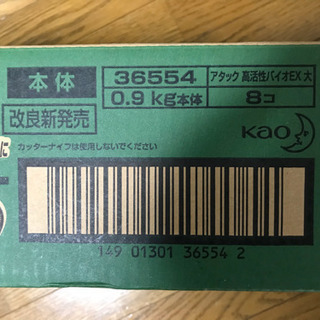 本体 36554 アタック 高活性バイオEX 大
0.9kg本体 8コ
改良新発売 Kao
に カッターナイフは使用しないでください
149 01301 36554 2